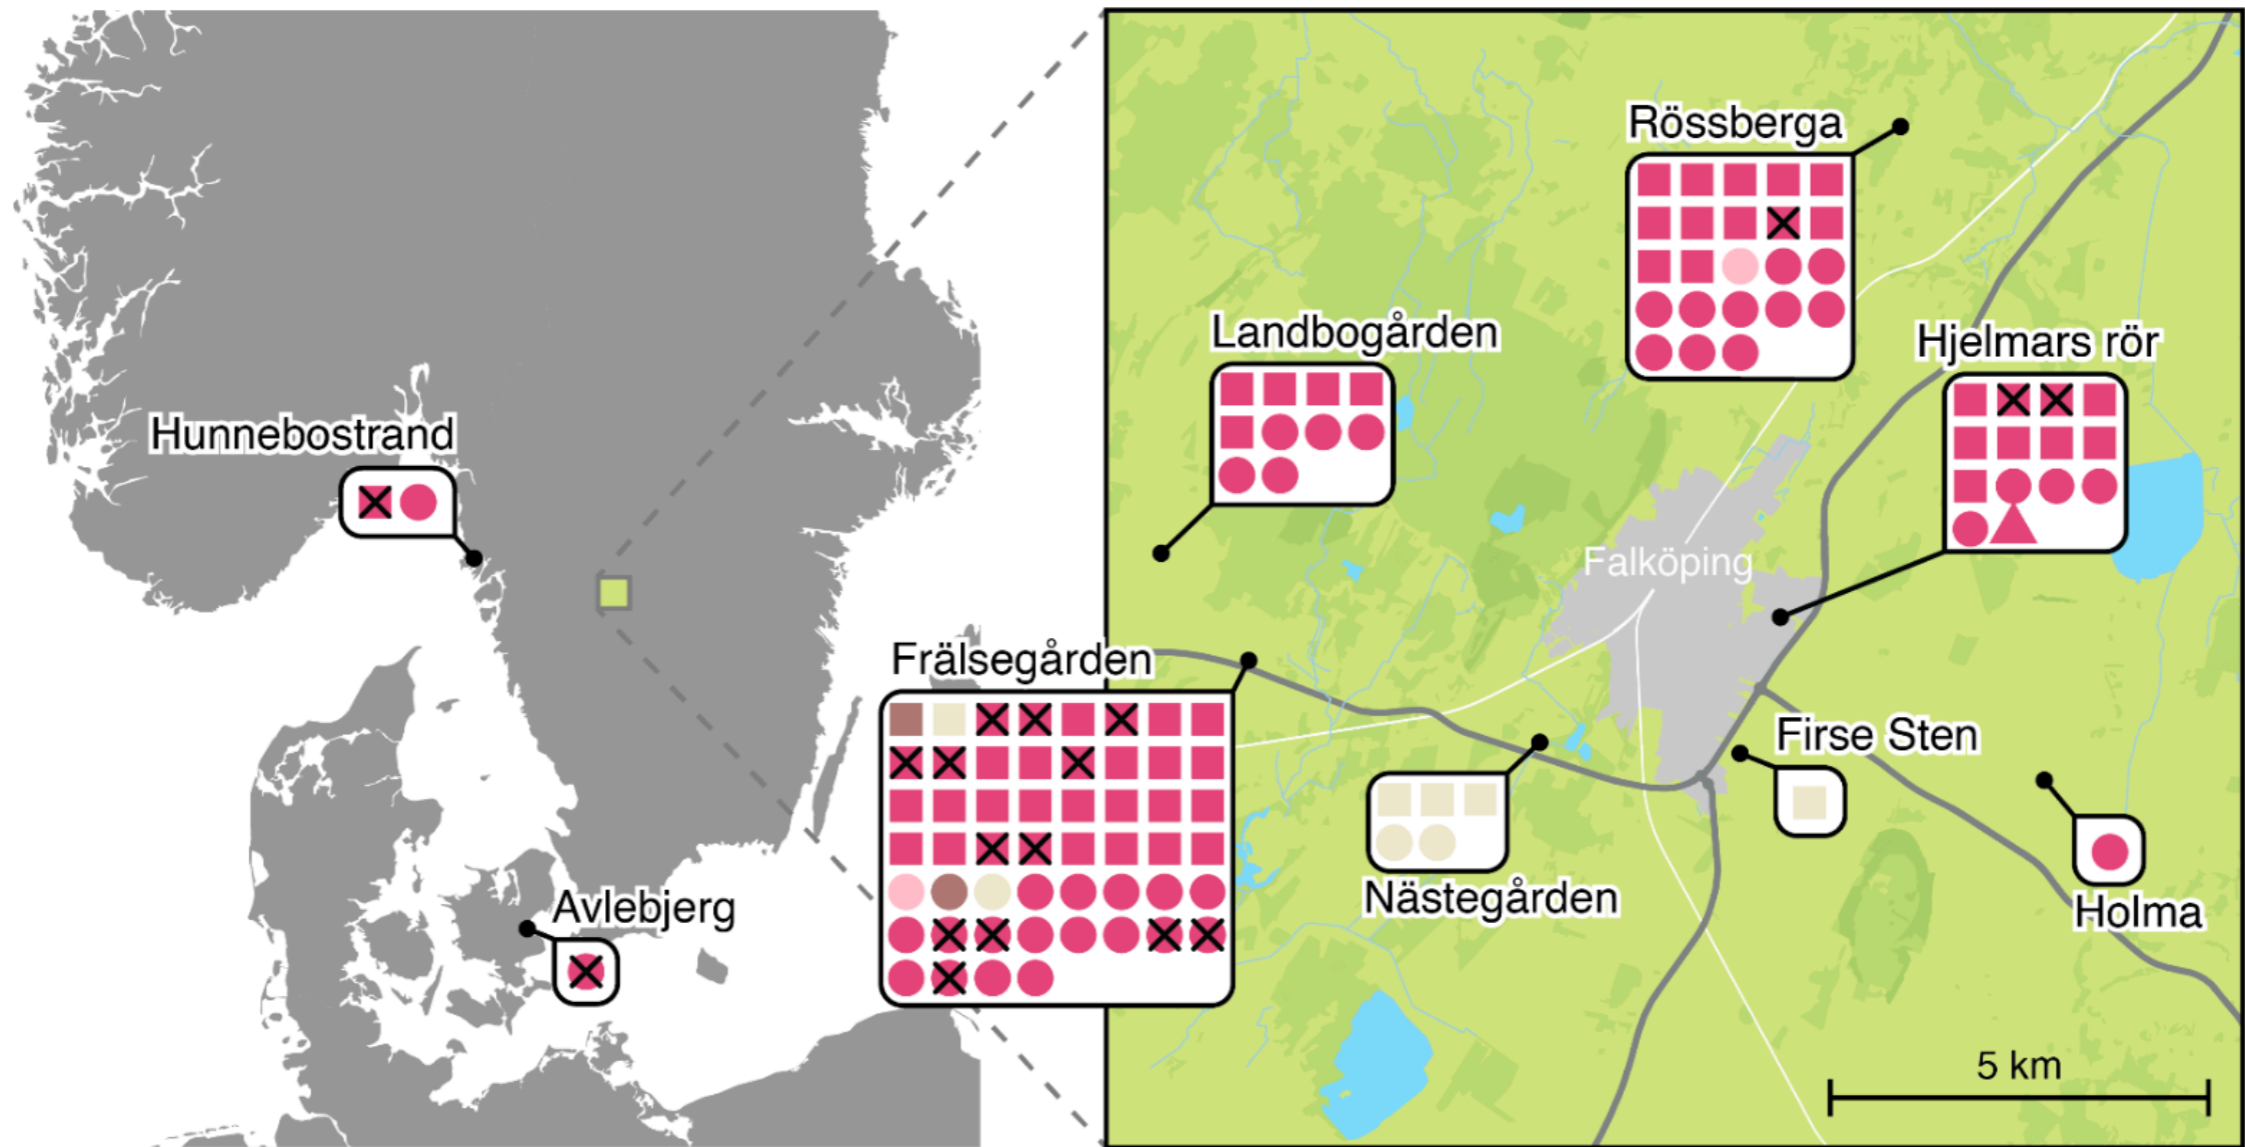 Rössberga
Landbogården
Hjelmars rör
Hunnebostrand
Falköping
Frälsegården
Firse Sten
Nästegården
Avlebjerg
Holma
5 km